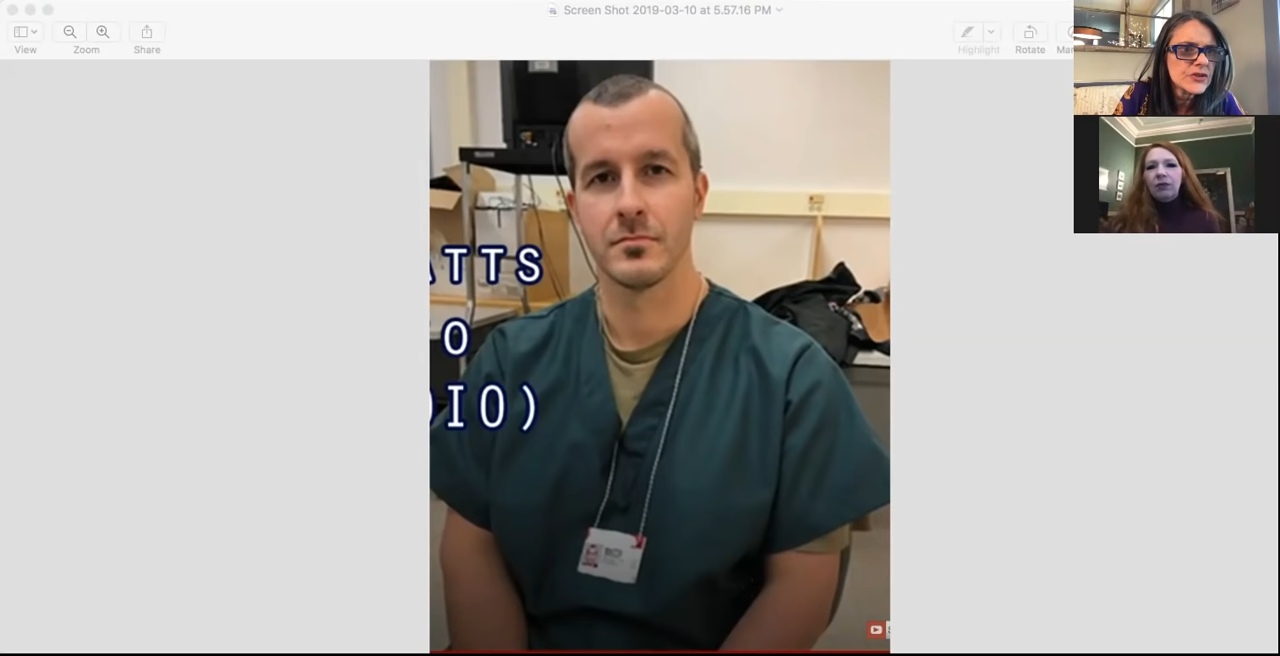 Screen Shot 2019-03-10 at 5.57.16 PM
View
Zoom
Share
Highlight
Rotate
ATTS
O
IO)